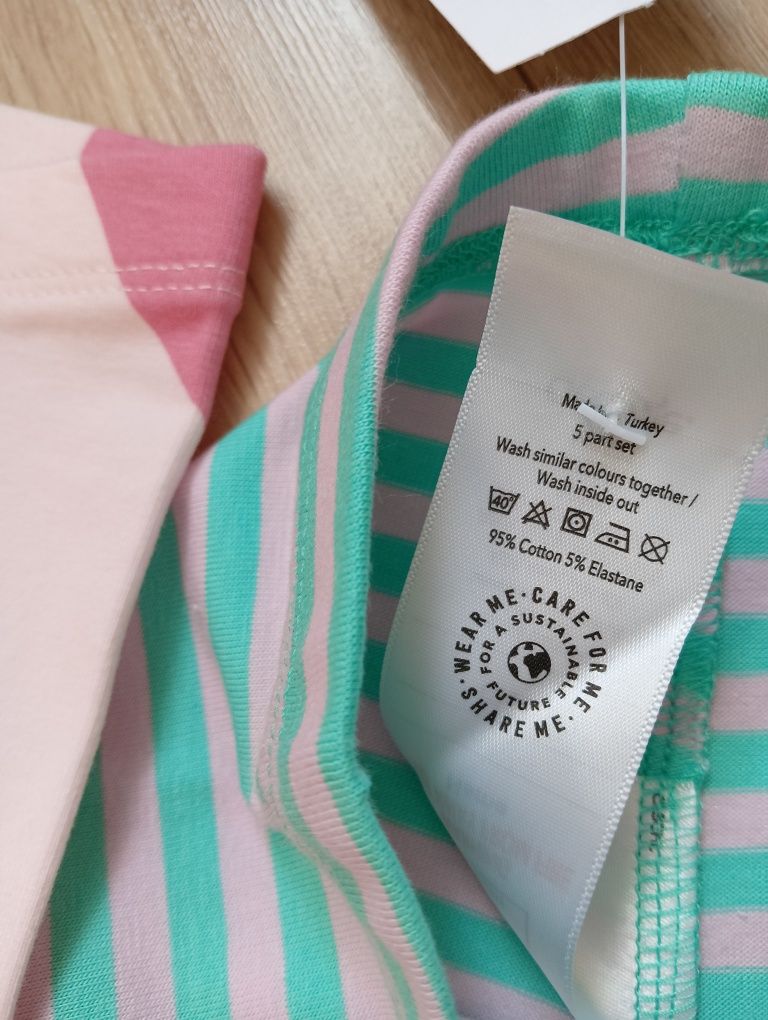 Turkey
5 part set
Wash similar colours together /
Wash inside out
40°
95% Cotton 5% Elastane
WEAR ME · CARE FOR ME · SHARE ME ·
FOR A SUSTAINABLE FUTURE